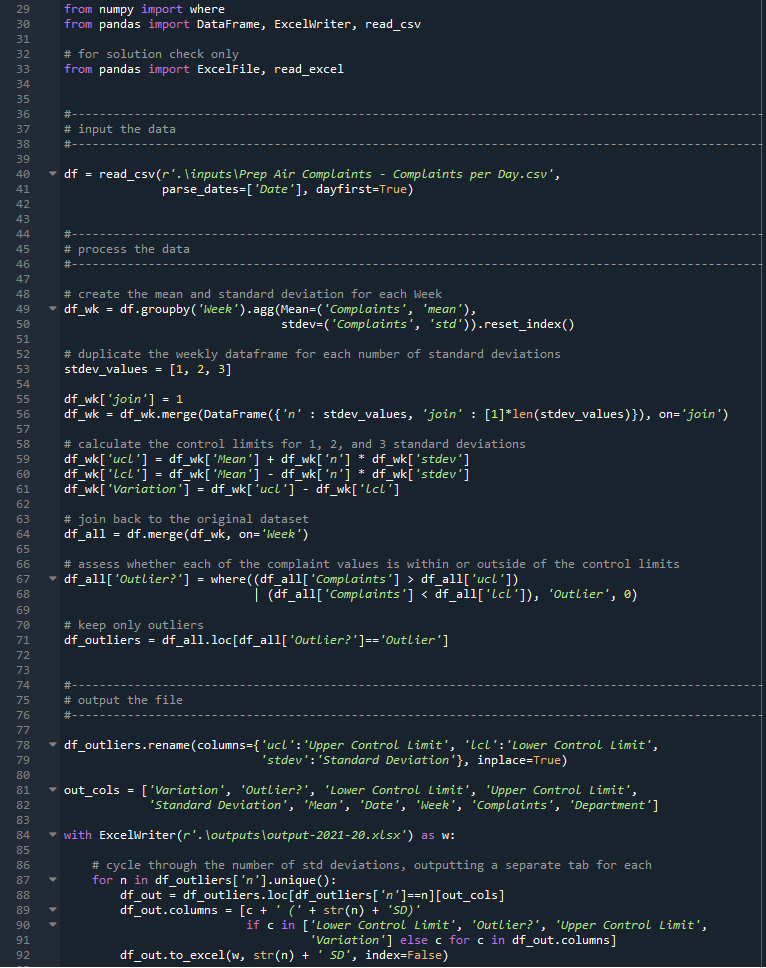 29 from numpy import where
30 from pandas import DataFrame, ExcelWriter, read_csv
31
32 # for solution check only
33 from pandas import ExcelFile, read_excel
34
35
36 #---------------------------------------------------------------------------------------------------
37 # input the data
38 #---------------------------------------------------------------------------------------------------
39
40 df = read_csv(r'.\inputs\Prep Air Complaints - Complaints per Day.csv',
41               parse_dates=['Date'], dayfirst=True)
42
43
44 #---------------------------------------------------------------------------------------------------
45 # process the data
46 #---------------------------------------------------------------------------------------------------
47
48 # create the mean and standard deviation for each Week
49 df_wk = df.groupby('Week').agg(Mean=('Complaints', 'mean'),
50                                stdev=('Complaints', 'std')).reset_index()
51
52 # duplicate the weekly dataframe for each number of standard deviations
53 stdev_values = [1, 2, 3]
54
55 df_wk['join'] = 1
56 df_wk = df_wk.merge(DataFrame({'n' : stdev_values, 'join' : [1]*len(stdev_values)}), on='join')
57
58 # calculate the control limits for 1, 2, and 3 standard deviations
59 df_wk['ucl'] = df_wk['Mean'] + df_wk['n'] * df_wk['stdev']
60 df_wk['lcl'] = df_wk['Mean'] - df_wk['n'] * df_wk['stdev']
61 df_wk['Variation'] = df_wk['ucl'] - df_wk['lcl']
62
63 # join back to the original dataset
64 df_all = df.merge(df_wk, on='Week')
65
66 # assess whether each of the complaint values is within or outside of the control limits
67 df_all['Outlier?'] = where((df_all['Complaints'] > df_all['ucl'])
68                            | (df_all['Complaints'] < df_all['lcl']), 'Outlier', 0)
69
70 # keep only outliers
71 df_outliers = df_all.loc[df_all['Outlier?']=='Outlier']
72
73
74 #---------------------------------------------------------------------------------------------------
75 # output the file
76 #---------------------------------------------------------------------------------------------------
77
78 df_outliers.rename(columns={'ucl':'Upper Control Limit', 'lcl':'Lower Control Limit',
79                             'stdev':'Standard Deviation'}, inplace=True)
80
81 out_cols = ['Variation', 'Outlier?', 'Lower Control Limit', 'Upper Control Limit',
82             'Standard Deviation', 'Mean', 'Date', 'Week', 'Complaints', 'Department']
83
84 with ExcelWriter(r'.\outputs\output-2021-20.xlsx') as w:
85
86     # cycle through the number of std deviations, outputting a separate tab for each
87     for n in df_outliers['n'].unique():
88         df_out = df_outliers.loc[df_outliers['n']==n][out_cols]
89         df_out.columns = [c + ' (' + str(n) + 'SD)'
90                           if c in ['Lower Control Limit', 'Outlier?', 'Upper Control Limit',
91                                    'Variation'] else c for c in df_out.columns]
92         df_out.to_excel(w, str(n) + ' SD', index=False)